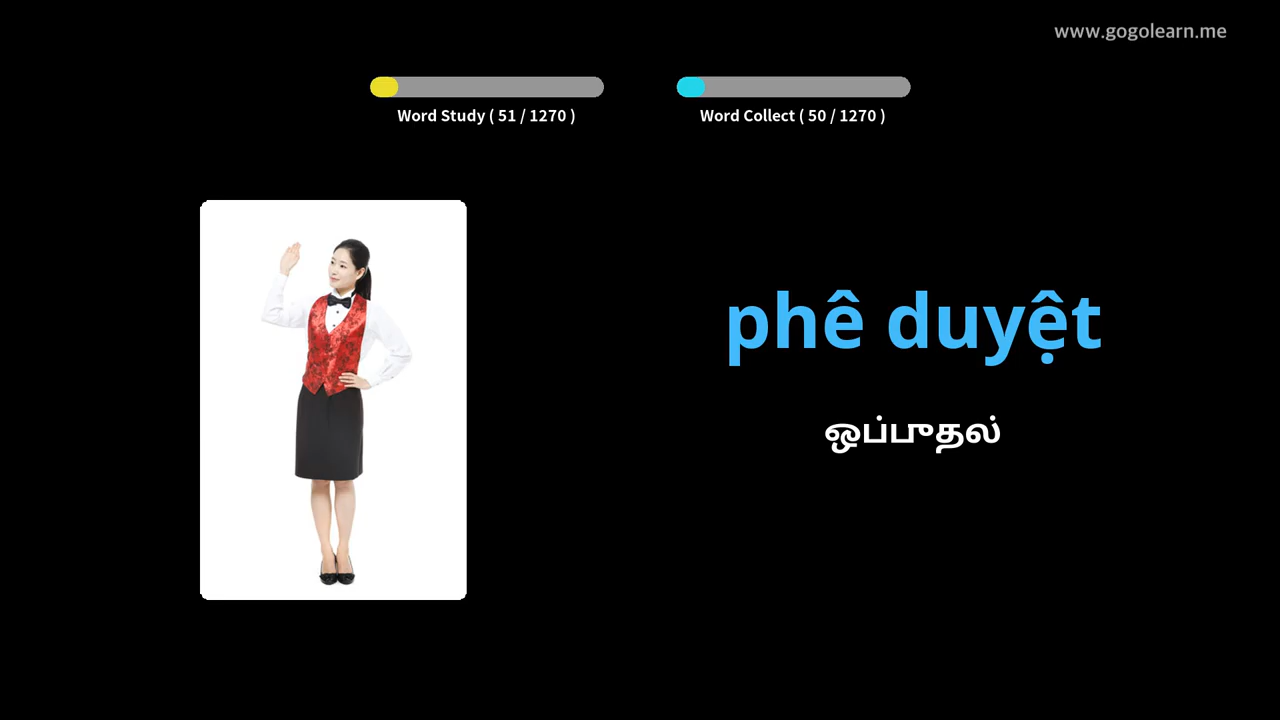 www.gogolearn.me
Word Study ( 51 / 1270 )
Word Collect ( 50 / 1270 )
phê duyệt
ஒப்புதல்